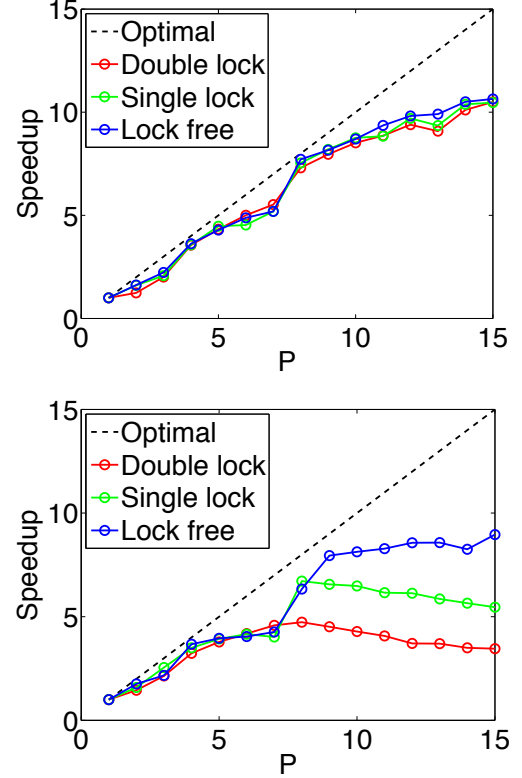 15
Optimal
Double lock
Single lock
Lock free
10
5
0
Speedup
0 5 10 15
P
15
Optimal
Double lock
Single lock
Lock free
10
5
0
Speedup
0 5 10 15
P